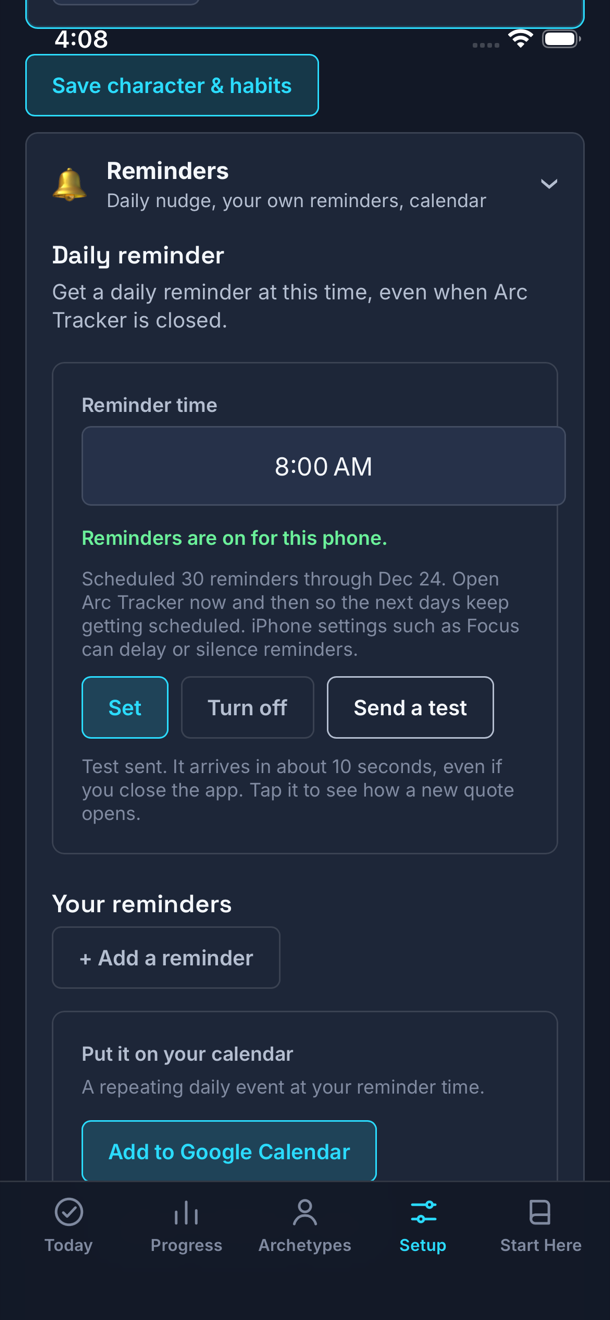 4:08
Save character & habits
Reminders
Daily nudge, your own reminders, calendar
Daily reminder
Get a daily reminder at this time, even when Arc
Tracker is closed.
Reminder time
8:00 AM
Reminders are on for this phone.
Scheduled 30 reminders through Dec 24. Open
Arc Tracker now and then so the next days keep
getting scheduled. iPhone settings such as Focus
can delay or silence reminders.
Set
Turn off
Send a test
Test sent. It arrives in about 10 seconds, even if
you close the app. Tap it to see how a new quote
opens.
Your reminders
+ Add a reminder
Put it on your calendar
A repeating daily event at your reminder time.
Add to Google Calendar
Today
Progress
Archetypes
Setup
Start Here